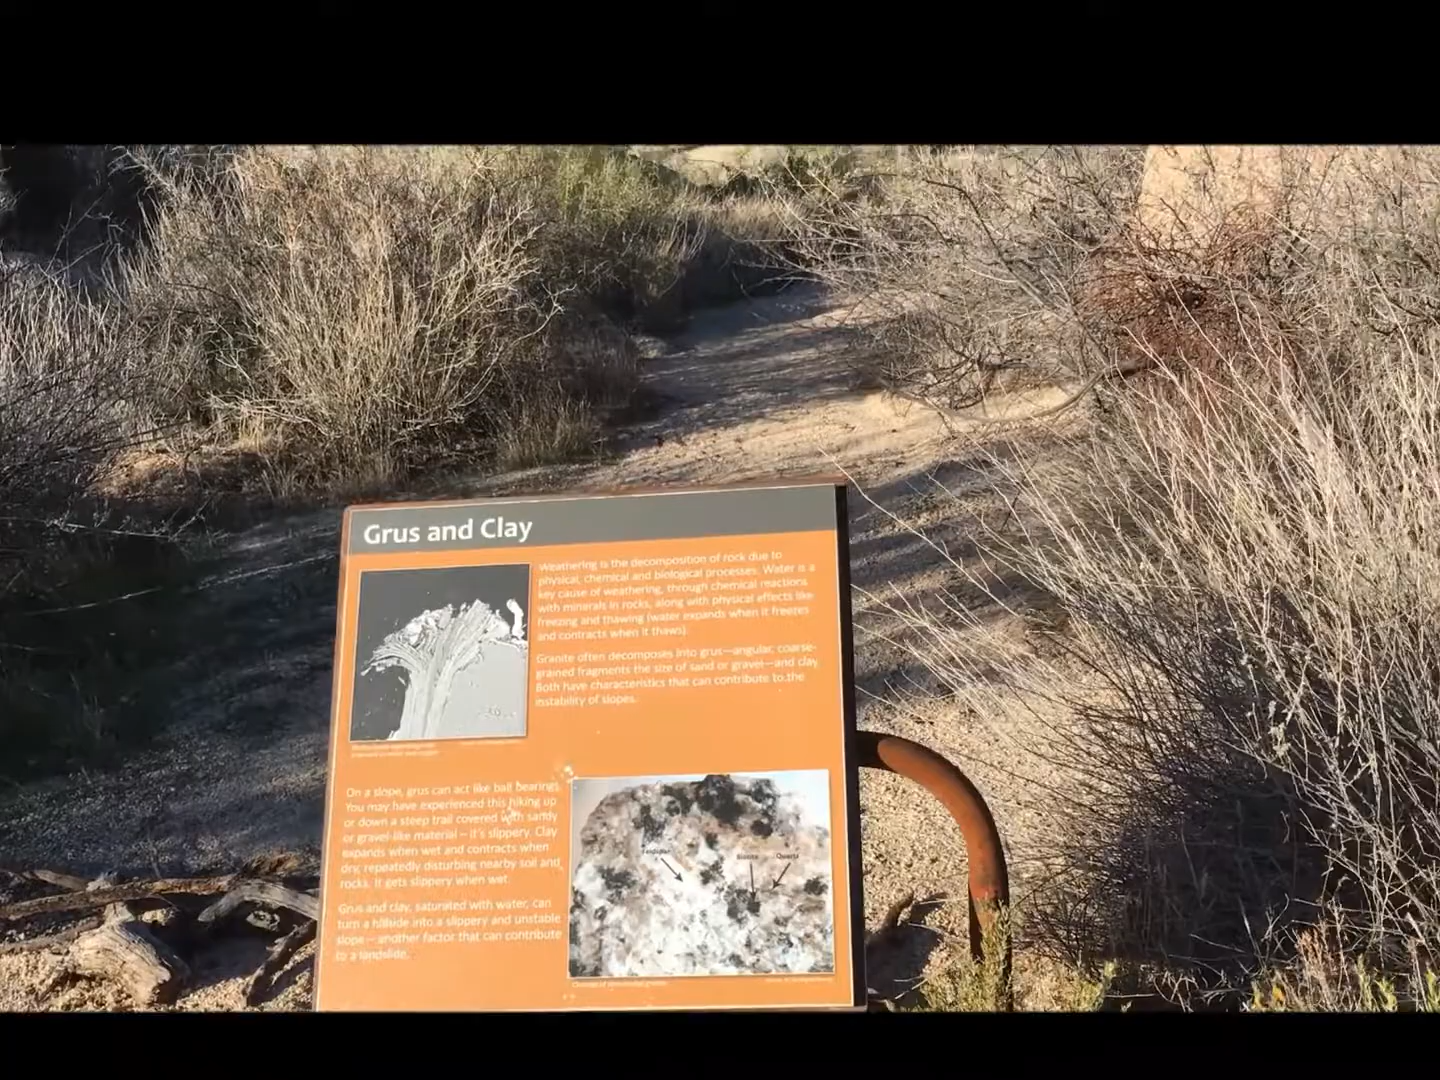 Grus and Clay
Weathering is the decomposition of rock due to
physical, chemical and biological processes. Water is a
key cause of weathering, through chemical reactions
with minerals in rocks, along with physical effects like
freezing and thawing (water expands when it freezes
and contracts when it thaws).
Granite often decomposes into grus—angular, coarse-
grained fragments the size of sand or gravel—and clay.
Both have characteristics that can contribute to the
instability of slopes.
On a slope, grus can act like ball bearings.
You may have experienced this hiking up
or down a steep trail covered with sandy
or gravel-like material – it's slippery. Clay
expands when wet and contracts when
dry, repeatedly disturbing nearby soil and
rocks. It gets slippery when wet.
Grus and clay, saturated with water, can
turn a hillside into a slippery and unstable
slope – another factor that can contribute
to a landslide.
Feldspar
Biotite
Quartz